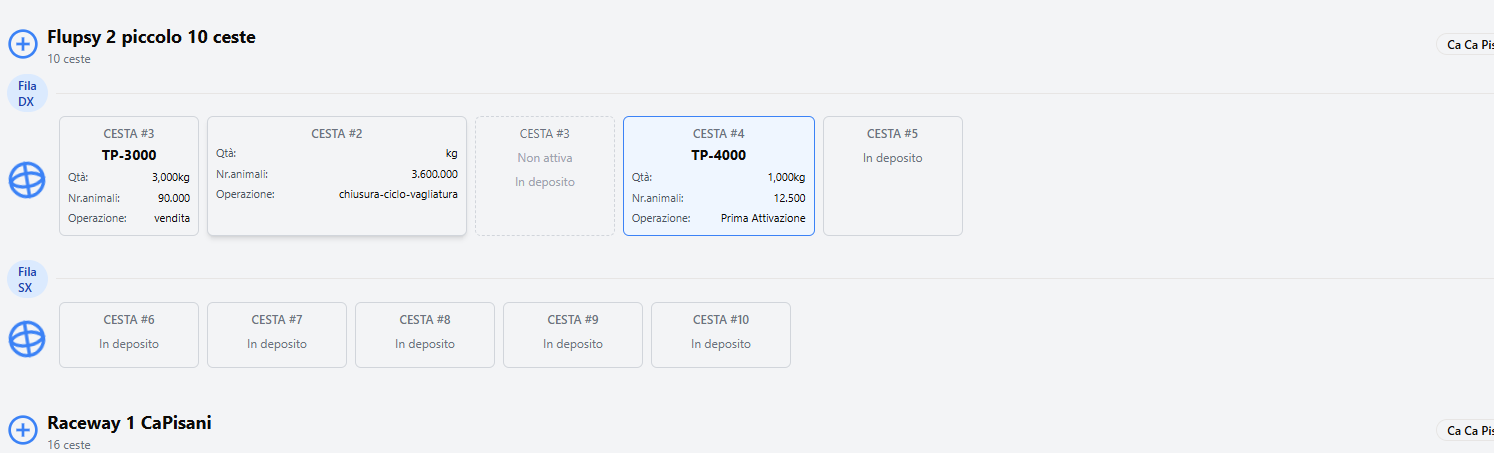 Flupsy 2 piccolo 10 ceste
10 ceste
Ca Ca Pis
Fila
DX
CESTA #3
TP-3000
Qtà: 3,000kg
Nr.animali: 90.000
Operazione: vendita
CESTA #2
Qtà: kg
Nr.animali: 3.600.000
Operazione: chiusura-ciclo-vagliatura
CESTA #3
Non attiva
In deposito
CESTA #4
TP-4000
Qtà: 1,000kg
Nr.animali: 12.500
Operazione: Prima Attivazione
CESTA #5
In deposito
Fila
SX
CESTA #6
In deposito
CESTA #7
In deposito
CESTA #8
In deposito
CESTA #9
In deposito
CESTA #10
In deposito
Raceway 1 CaPisani
16 ceste
Ca Ca Pis